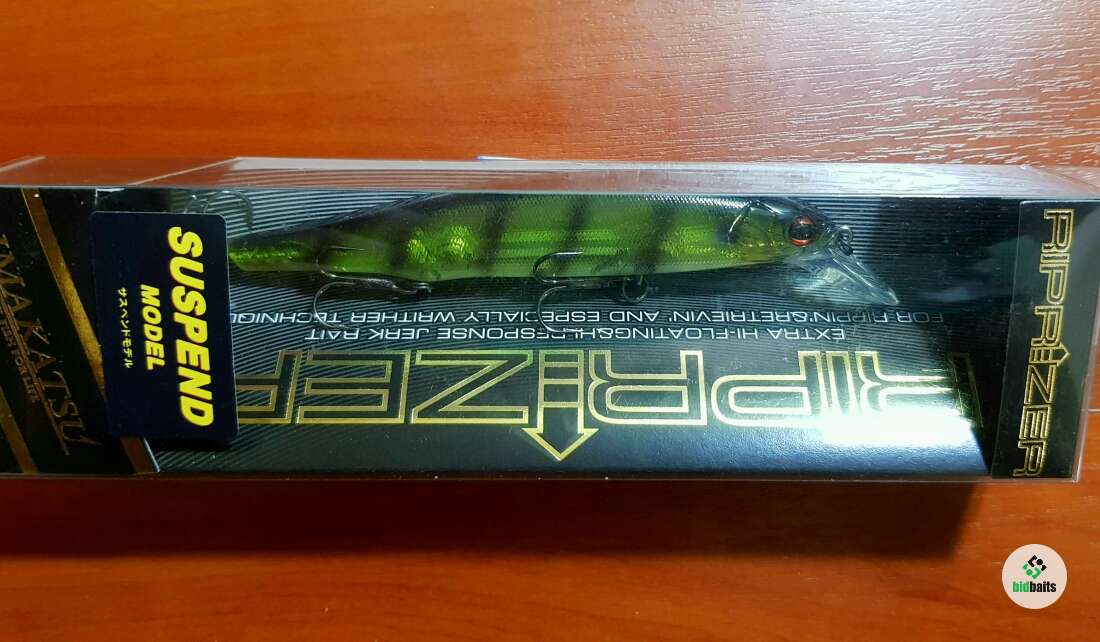 IMAKATSU
SUSPEND
MODEL
サスペンドモデル
RIPRIZER
EXTRA HI-FLOATING&HI-RESPONSE JERK BAIT
FOR RIPPIN'&RETRIEVIN' AND ESPECIALLY WRITHER TECHNIQUE
RIPRIZER
bidbaits